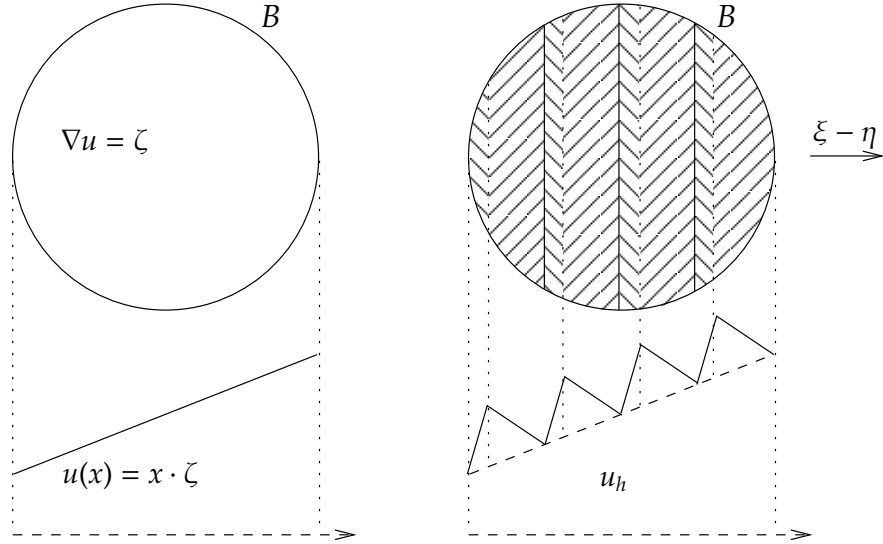 B
∇u = ζ
u(x) = x · ζ
B
ξ − η
u_h